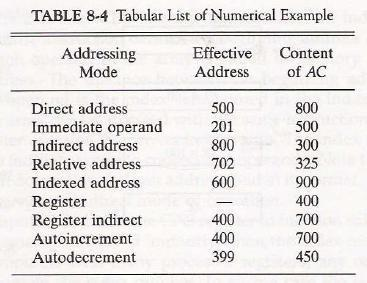 TABLE 8-4 Tabular List of Numerical Example
Addressing Mode Effective Address Content of AC
Direct address 500 800
Immediate operand 201 500
Indirect address 800 300
Relative address 702 325
Indexed address 600 900
Register — 400
Register indirect 400 700
Autoincrement 400 700
Autodecrement 399 450